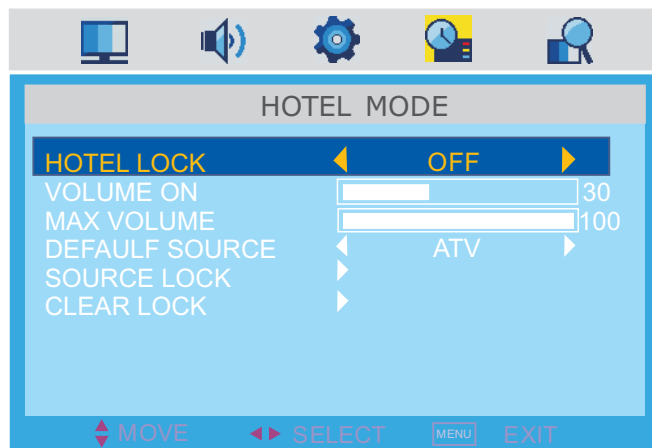 HOTEL MODE
HOTEL LOCK OFF
VOLUME ON 30
MAX VOLUME 100
DEFAULF SOURCE ATV
SOURCE LOCK
CLEAR LOCK
MOVE SELECT MENU EXIT